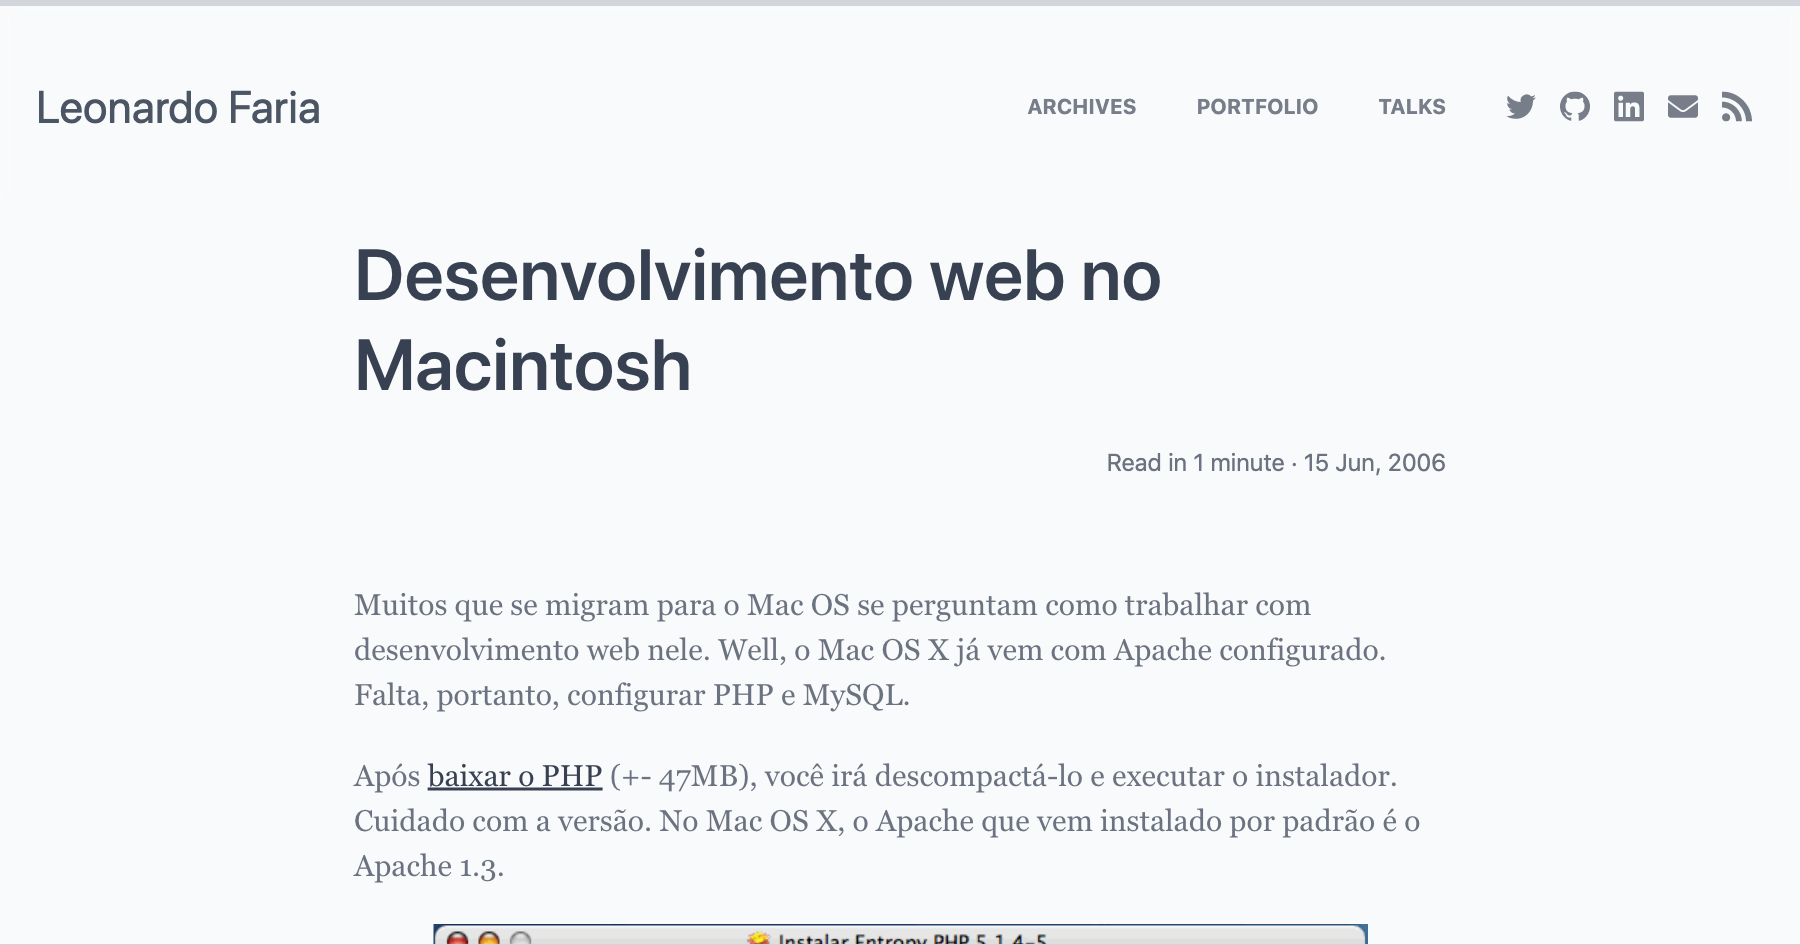 Leonardo Faria
ARCHIVES PORTFOLIO TALKS
Desenvolvimento web no
Macintosh
Read in 1 minute · 15 Jun, 2006
Muitos que se migram para o Mac OS se perguntam como trabalhar com
desenvolvimento web nele. Well, o Mac OS X já vem com Apache configurado.
Falta, portanto, configurar PHP e MySQL.
Após baixar o PHP (+- 47MB), você irá descompactá-lo e executar o instalador.
Cuidado com a versão. No Mac OS X, o Apache que vem instalado por padrão é o
Apache 1.3.
Instalar Entropy PHP 5.1.4-5